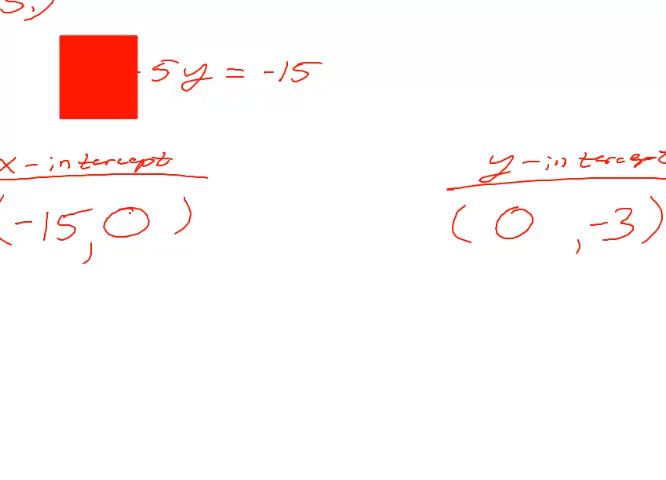 5.)
5y = -15
x-intercept
y-intercept
(-15, 0)
(0, -3)